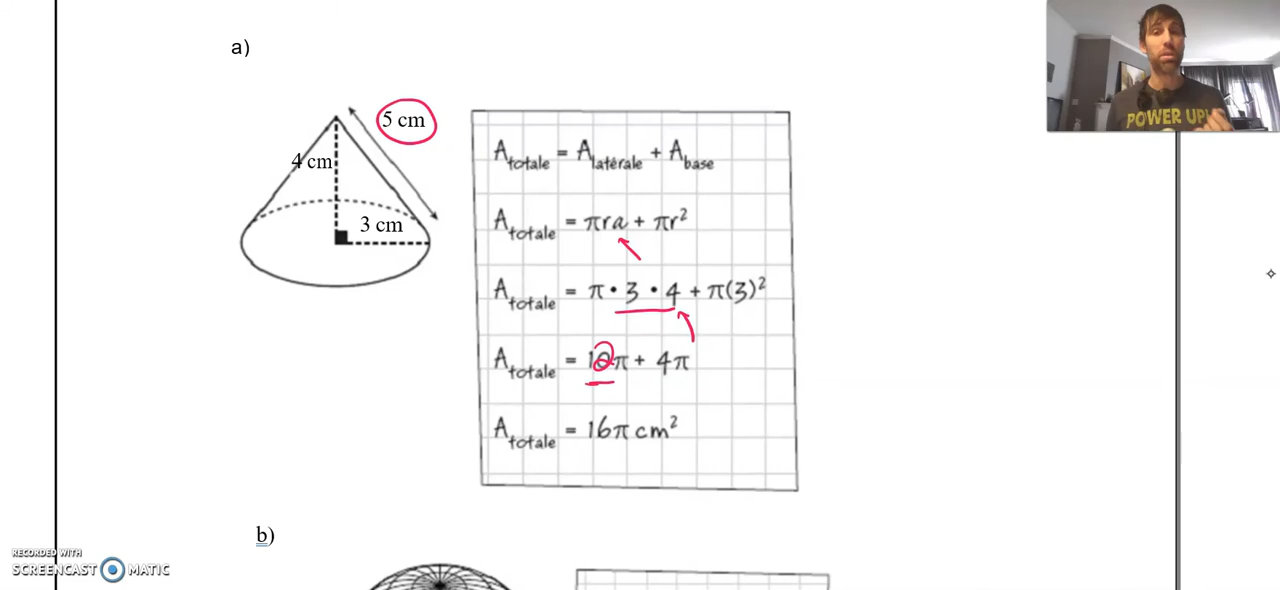 a)
5 cm
4 cm
3 cm
A totale = A latérale + A base
A totale = πra + πr²
A totale = π • 3 • 4 + π(3)²
A totale = 12π + 4π
A totale = 16π cm²
b)
POWER UP!
RECORDED WITH
SCREENCAST MATIC